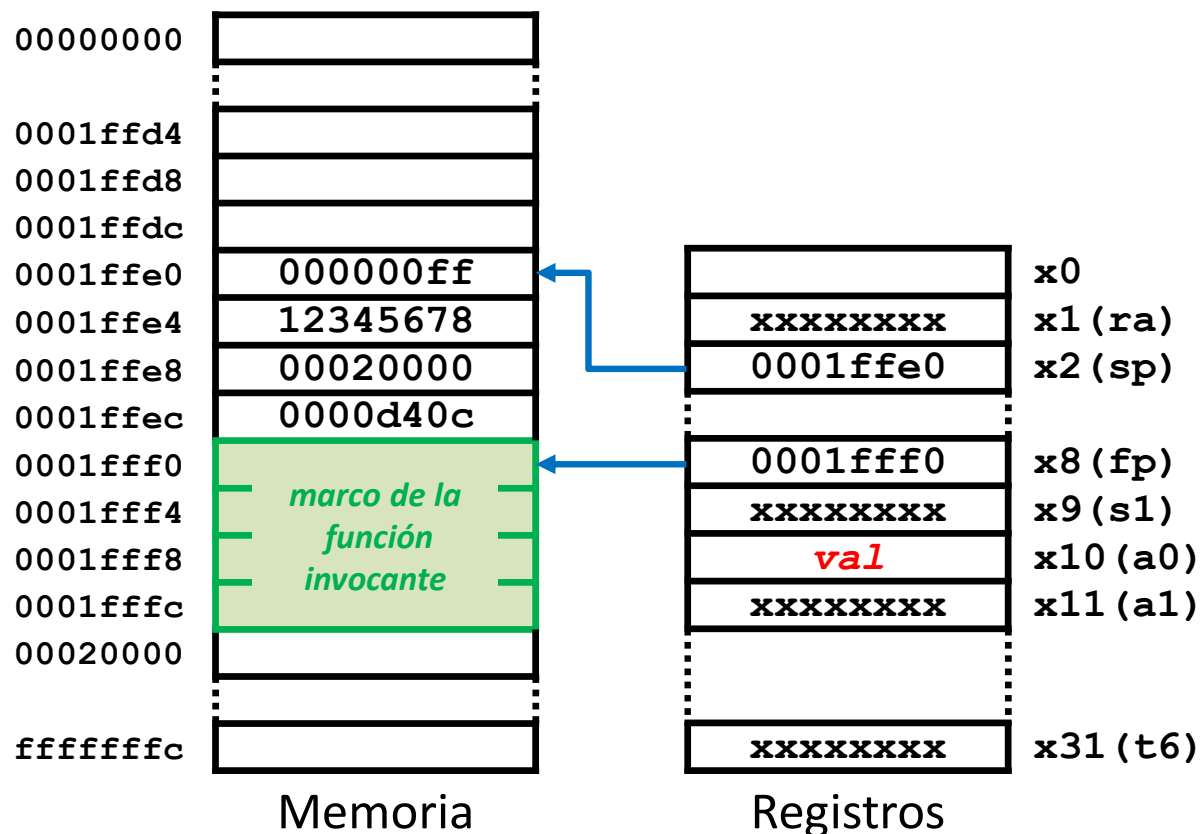 00000000
0001ffd4
0001ffd8
0001ffdc
0001ffe0 000000ff x0
0001ffe4 12345678 xxxxxxxx x1(ra)
0001ffe8 00020000 0001ffe0 x2(sp)
0001ffec 0000d40c
0001fff0 0001fff0 x8(fp)
marco de la
0001fff4 xxxxxxxx x9(s1)
función
0001fff8 val x10(a0)
invocante
0001fffc xxxxxxxx x11(a1)
00020000
fffffffc xxxxxxxx x31(t6)
Memoria Registros